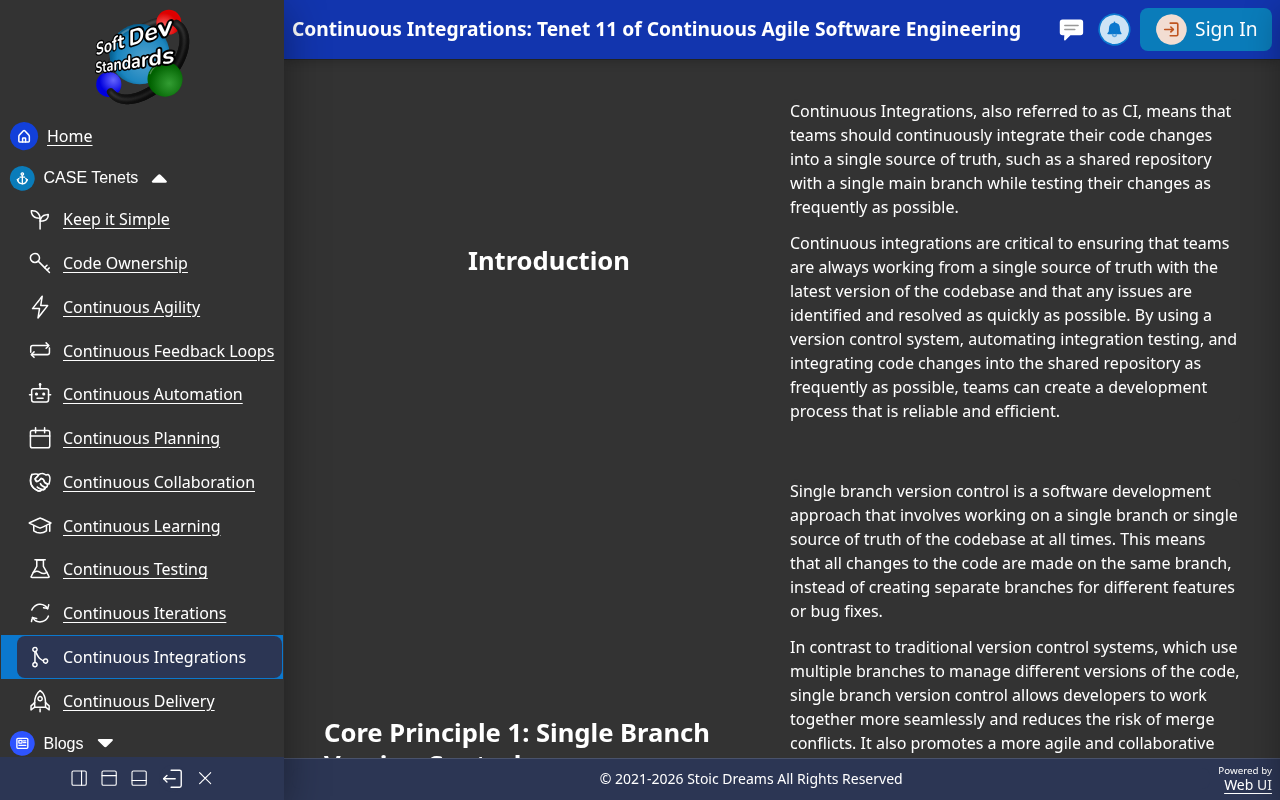 Soft Dev
Standards
Home
CASE Tenets
Keep it Simple
Code Ownership
Continuous Agility
Continuous Feedback Loops
Continuous Automation
Continuous Planning
Continuous Collaboration
Continuous Learning
Continuous Testing
Continuous Iterations
Continuous Integrations
Continuous Delivery
Blogs
Continuous Integrations: Tenet 11 of Continuous Agile Software Engineering
Sign In
Introduction
Continuous Integrations, also referred to as CI, means that
teams should continuously integrate their code changes
into a single source of truth, such as a shared repository
with a single main branch while testing their changes as
frequently as possible.
Continuous integrations are critical to ensuring that teams
are always working from a single source of truth with the
latest version of the codebase and that any issues are
identified and resolved as quickly as possible. By using a
version control system, automating integration testing, and
integrating code changes into the shared repository as
frequently as possible, teams can create a development
process that is reliable and efficient.
Core Principle 1: Single Branch
Single branch version control is a software development
approach that involves working on a single branch or single
source of truth of the codebase at all times. This means
that all changes to the code are made on the same branch,
instead of creating separate branches for different features
or bug fixes.
In contrast to traditional version control systems, which use
multiple branches to manage different versions of the code,
single branch version control allows developers to work
together more seamlessly and reduces the risk of merge
conflicts. It also promotes a more agile and collaborative
© 2021-2026 Stoic Dreams All Rights Reserved
Powered by
Web UI